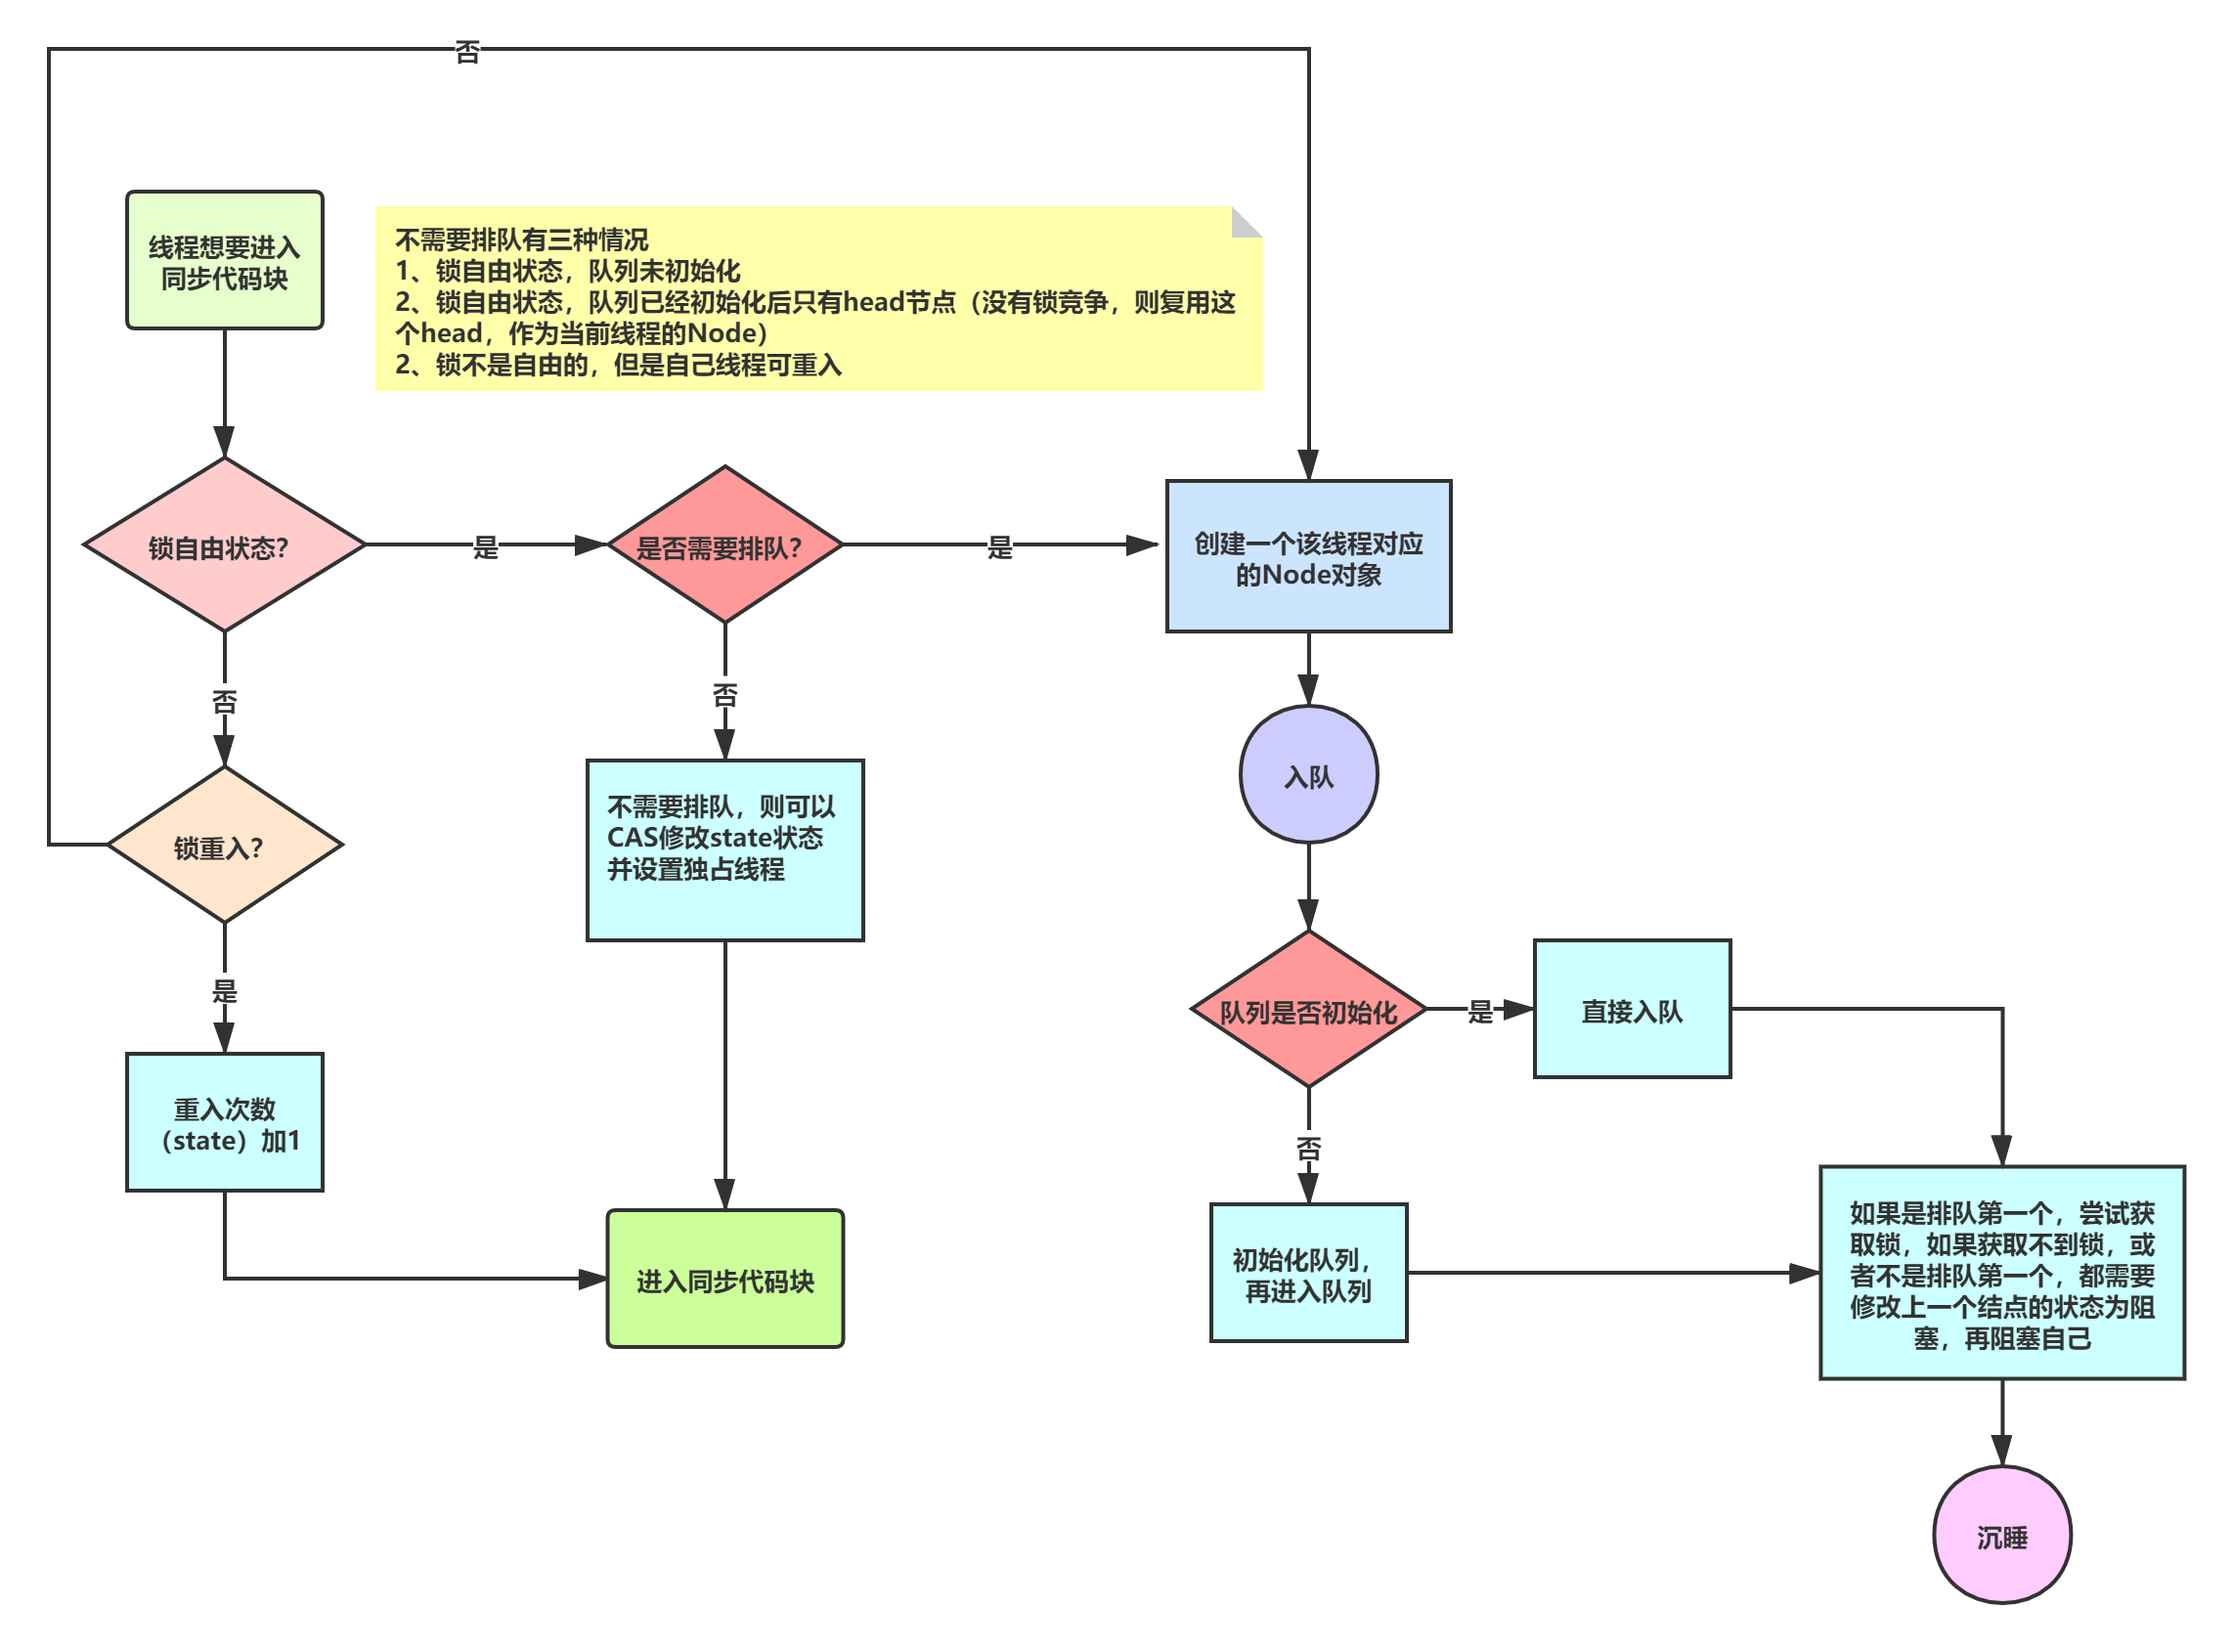 否
线程想要进入
同步代码块
不需要排队有三种情况
1、锁自由状态，队列未初始化
2、锁自由状态，队列已经初始化后只有head节点（没有锁竞争，则复用这
个head，作为当前线程的Node）
2、锁不是自由的，但是自己线程可重入
锁自由状态？
是
是否需要排队？
是
创建一个该线程对应
的Node对象
否
否
入队
不需要排队，则可以
CAS修改state状态
并设置独占线程
锁重入？
是
队列是否初始化
是
直接入队
重入次数
（state）加1
否
进入同步代码块
初始化队列，
再进入队列
如果是排队第一个，尝试获
取锁，如果获取不到锁，或
者不是排队第一个，都需要
修改上一个结点的状态为阻
塞，再阻塞自己
沉睡